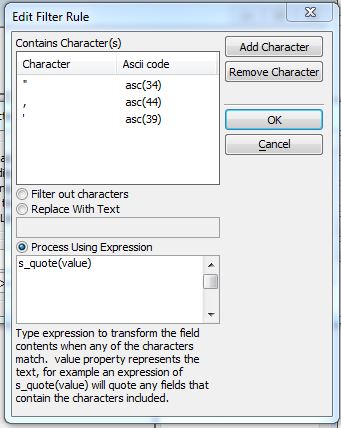 Edit Filter Rule
Contains Character(s)
Add Character
Character Ascii code
Remove Character
" asc(34)
, asc(44)
' asc(39)
OK
Cancel
Filter out characters
Replace With Text
Process Using Expression
s_quote(value)
Type expression to transform the field
contents when any of the characters
match. value property represents the
text, for example an expression of
s_quote(value) will quote any fields that
contain the characters included.